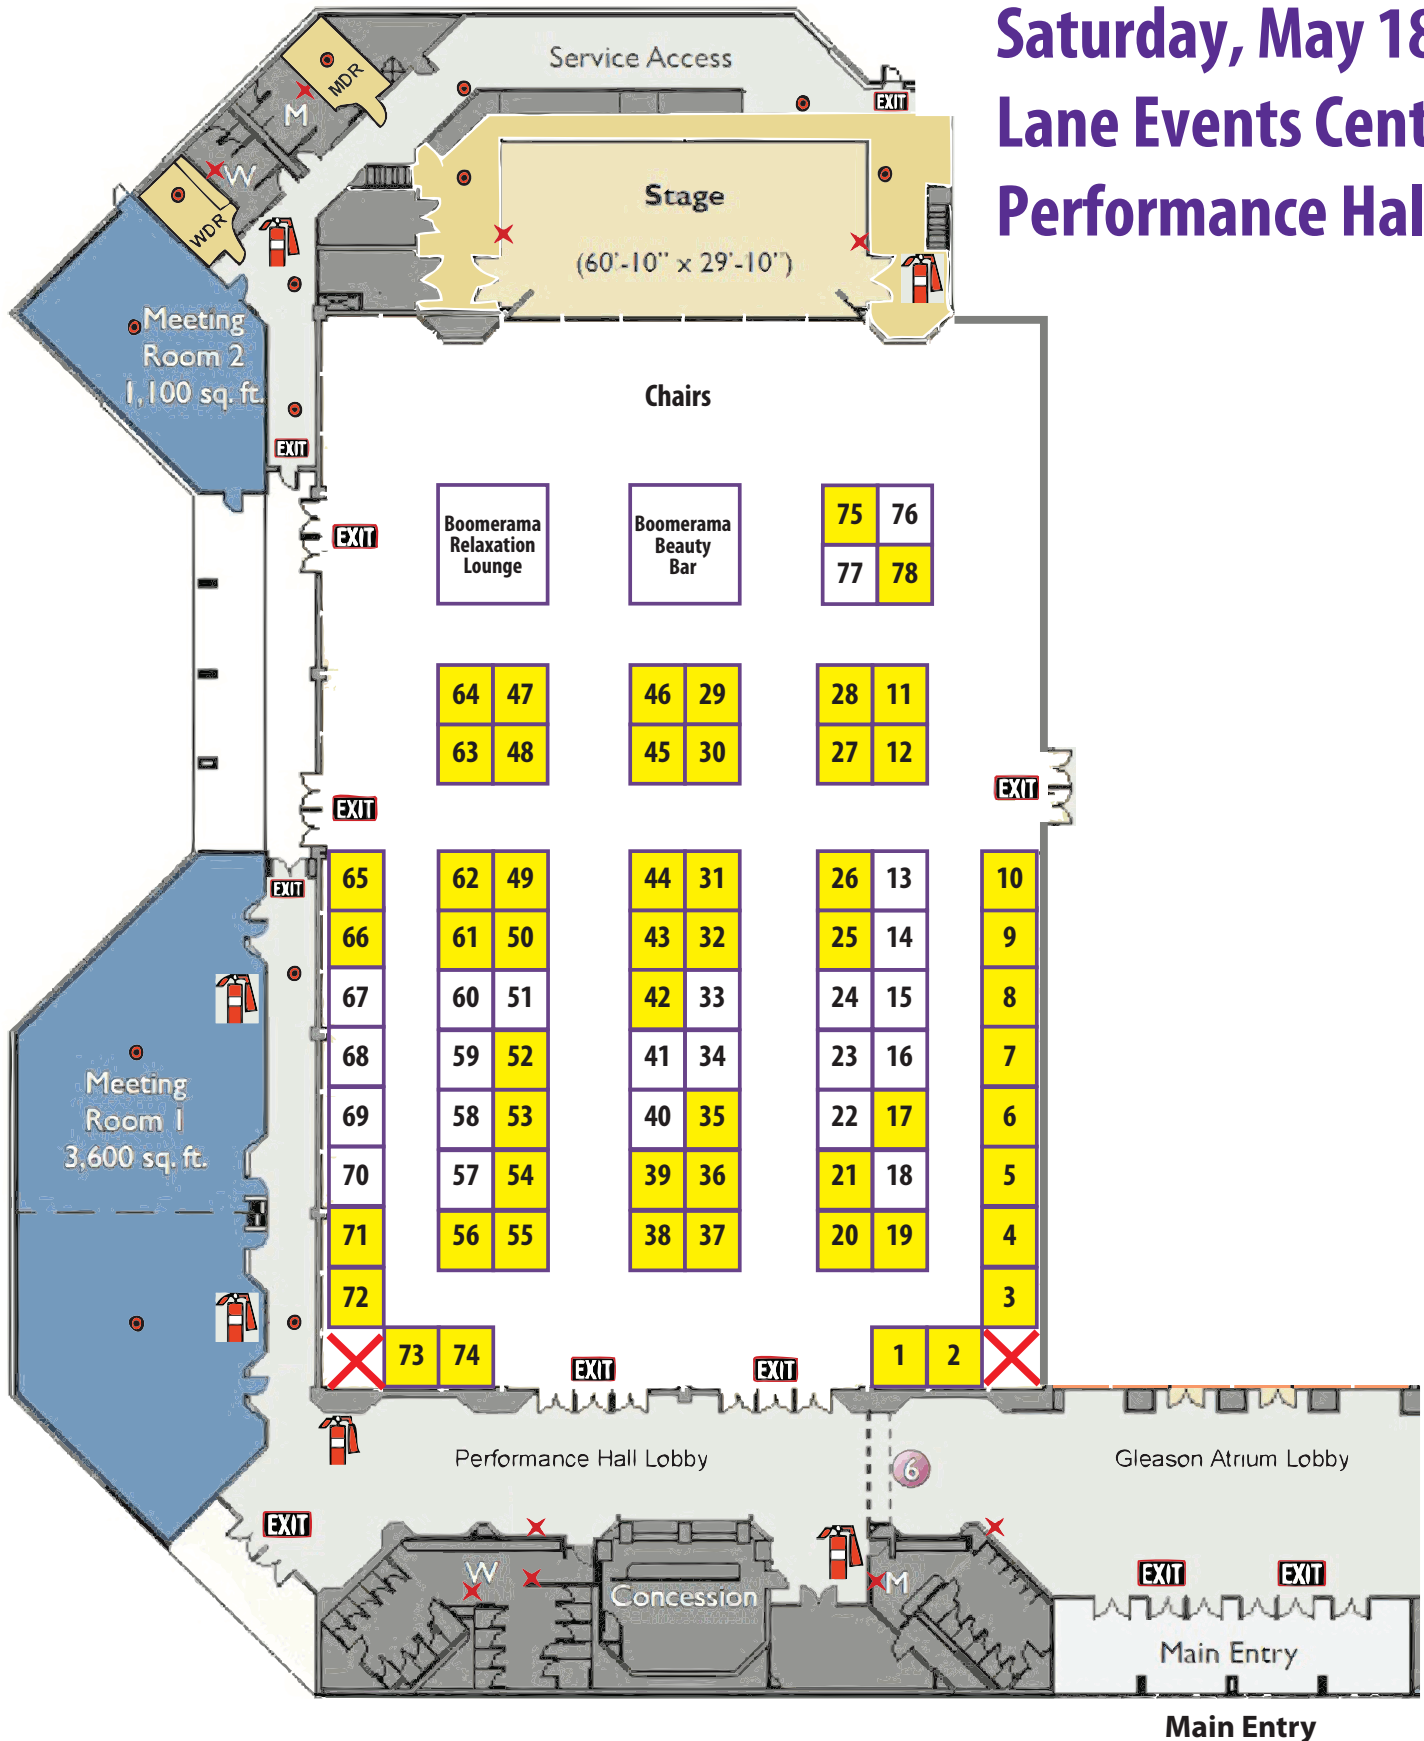 Saturday, May 18
Lane Events Cent
Performance Hal
Service Access
EXIT
MDR
M
W
WDR
Stage
(60'-10" x 29'-10")
Meeting
Room 2
1,100 sq. ft.
Chairs
EXIT
EXIT
Boomerama
Relaxation
Lounge
Boomerama
Beauty
Bar
75 76
77 78
64 47 46 29 28 11
63 48 45 30 27 12
EXIT
EXIT
EXIT
65 62 49 44 31 26 13 10
66 61 50 43 32 25 14 9
67 60 51 42 33 24 15 8
68 59 52 41 34 23 16 7
69 58 53 40 35 22 17 6
70 57 54 39 36 21 18 5
71 56 55 38 37 20 19 4
72 3
73 74 1 2
Meeting
Room 1
3,600 sq. ft.
EXIT EXIT
Performance Hall Lobby
6
Gleason Atrium Lobby
EXIT
W
Concession
M
EXIT EXIT
Main Entry
Main Entry